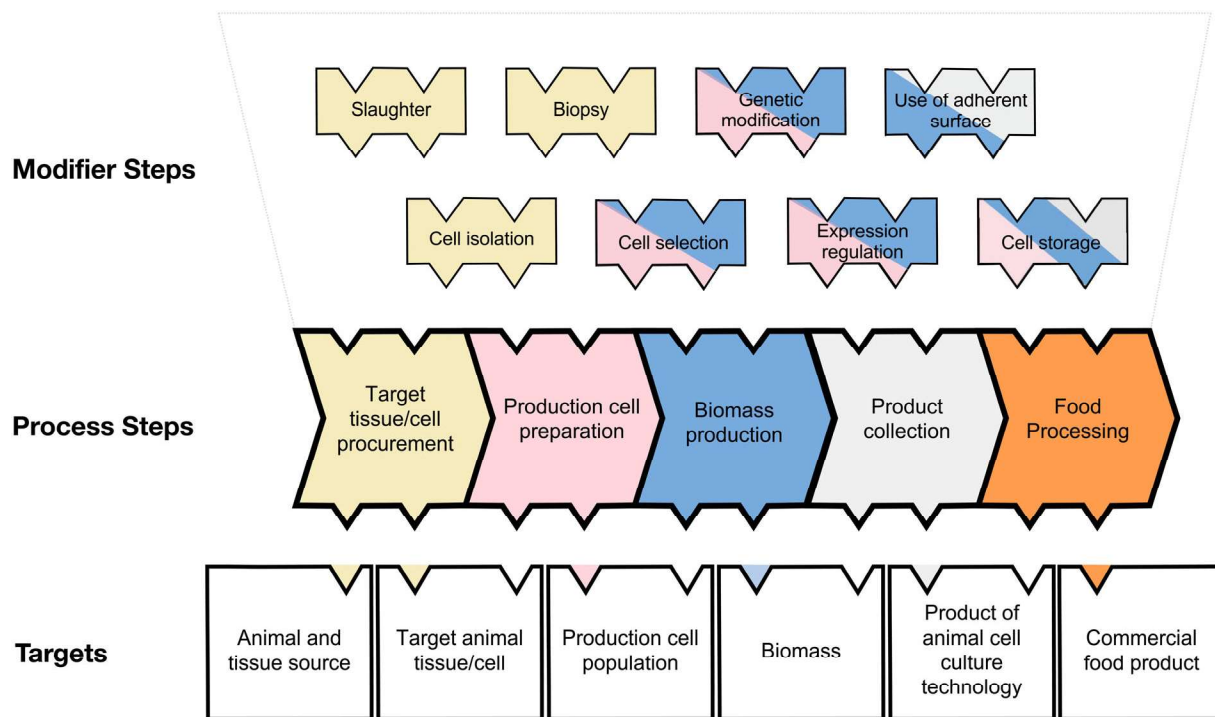 Modifier Steps
Slaughter
Biopsy
Genetic
modification
Use of adherent
surface
Cell isolation
Cell selection
Expression
regulation
Cell storage
Process Steps
Target
tissue/cell
procurement
Production cell
preparation
Biomass
production
Product
collection
Food
Processing
Targets
Animal and
tissue source
Target animal
tissue/cell
Production cell
population
Biomass
Product of
animal cell
culture
technology
Commercial
food product